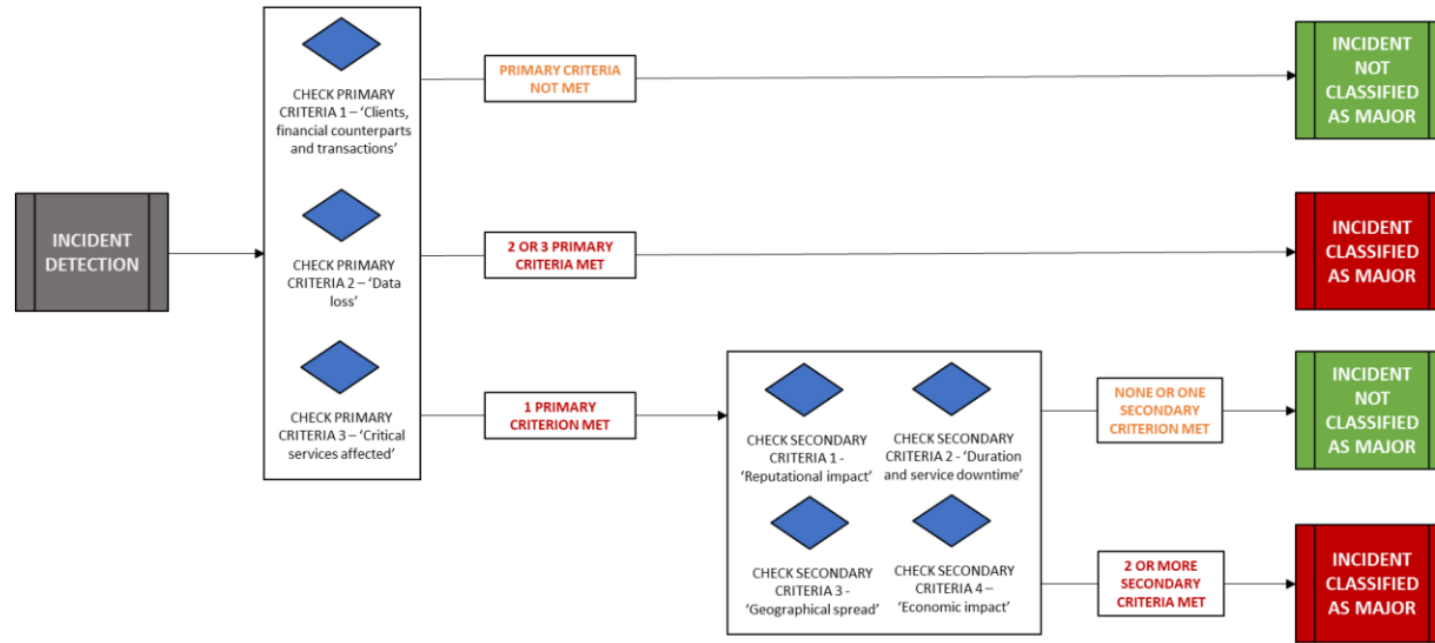 INCIDENT
DETECTION
CHECK PRIMARY
CRITERIA 1 – ‘Clients,
financial counterparts
and transactions’
CHECK PRIMARY
CRITERIA 2 – ‘Data
loss’
CHECK PRIMARY
CRITERIA 3 – ‘Critical
services affected’
PRIMARY CRITERIA
NOT MET
INCIDENT
NOT
CLASSIFIED
AS MAJOR
2 OR 3 PRIMARY
CRITERIA MET
INCIDENT
CLASSIFIED
AS MAJOR
1 PRIMARY
CRITERION MET
CHECK SECONDARY
CRITERIA 1 -
‘Reputational impact’
CHECK SECONDARY
CRITERIA 2 - ‘Duration
and service downtime’
CHECK SECONDARY
CRITERIA 3 -
‘Geographical spread’
CHECK SECONDARY
CRITERIA 4 –
‘Economic impact’
NONE OR ONE
SECONDARY
CRITERION MET
INCIDENT
NOT
CLASSIFIED
AS MAJOR
2 OR MORE
SECONDARY
CRITERIA MET
INCIDENT
CLASSIFIED
AS MAJOR